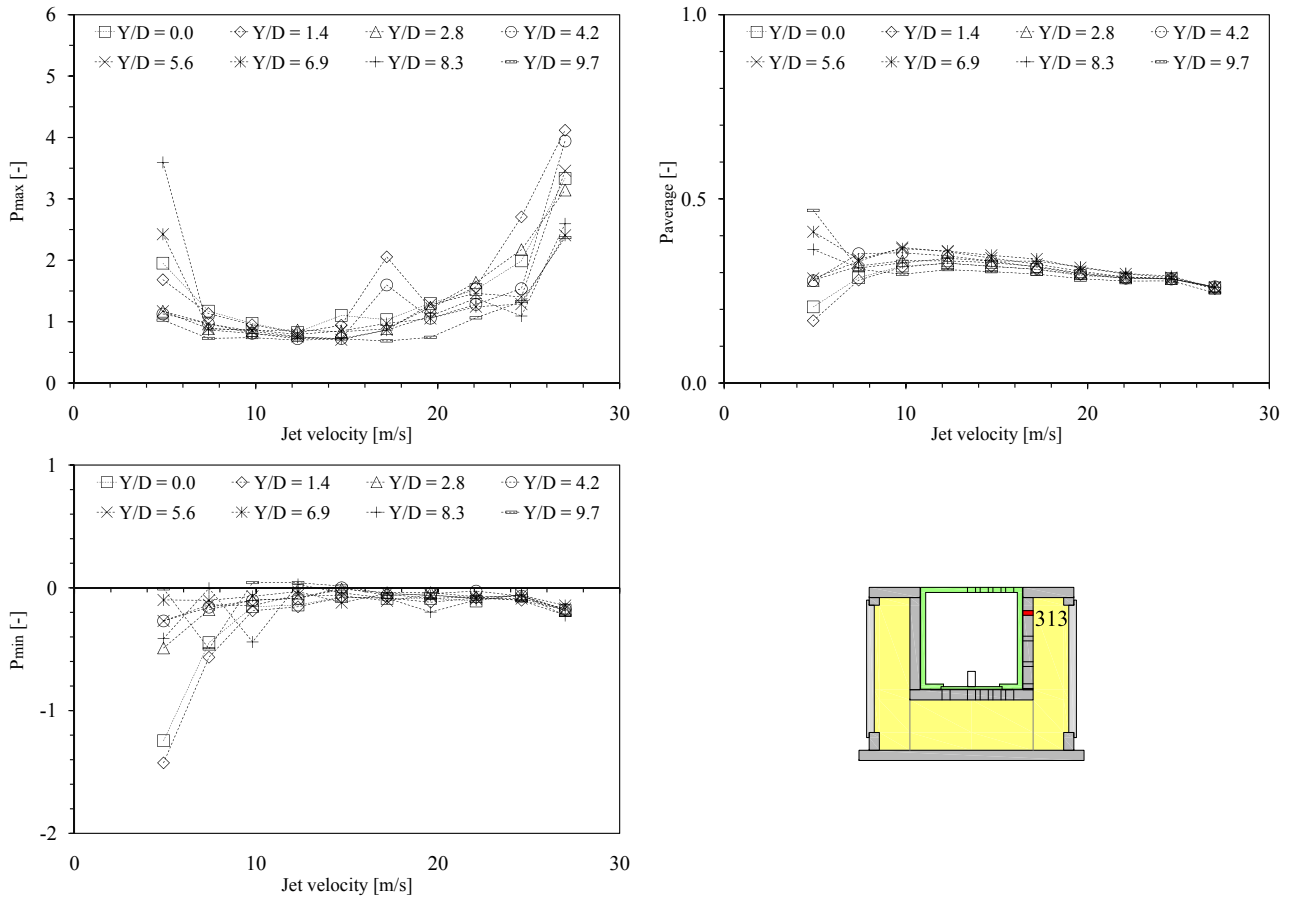 6
5
4
3
2
1
0
Pmax [-]
Y/D = 0.0 Y/D = 1.4 Y/D = 2.8 Y/D = 4.2
Y/D = 5.6 Y/D = 6.9 Y/D = 8.3 Y/D = 9.7
0 10 20 30
Jet velocity [m/s]
1.0
0.5
0.0
Paverage [-]
Y/D = 0.0 Y/D = 1.4 Y/D = 2.8 Y/D = 4.2
Y/D = 5.6 Y/D = 6.9 Y/D = 8.3 Y/D = 9.7
0 10 20 30
Jet velocity [m/s]
1
0
-1
-2
Pmin [-]
Y/D = 0.0 Y/D = 1.4 Y/D = 2.8 Y/D = 4.2
Y/D = 5.6 Y/D = 6.9 Y/D = 8.3 Y/D = 9.7
0 10 20 30
Jet velocity [m/s]
313